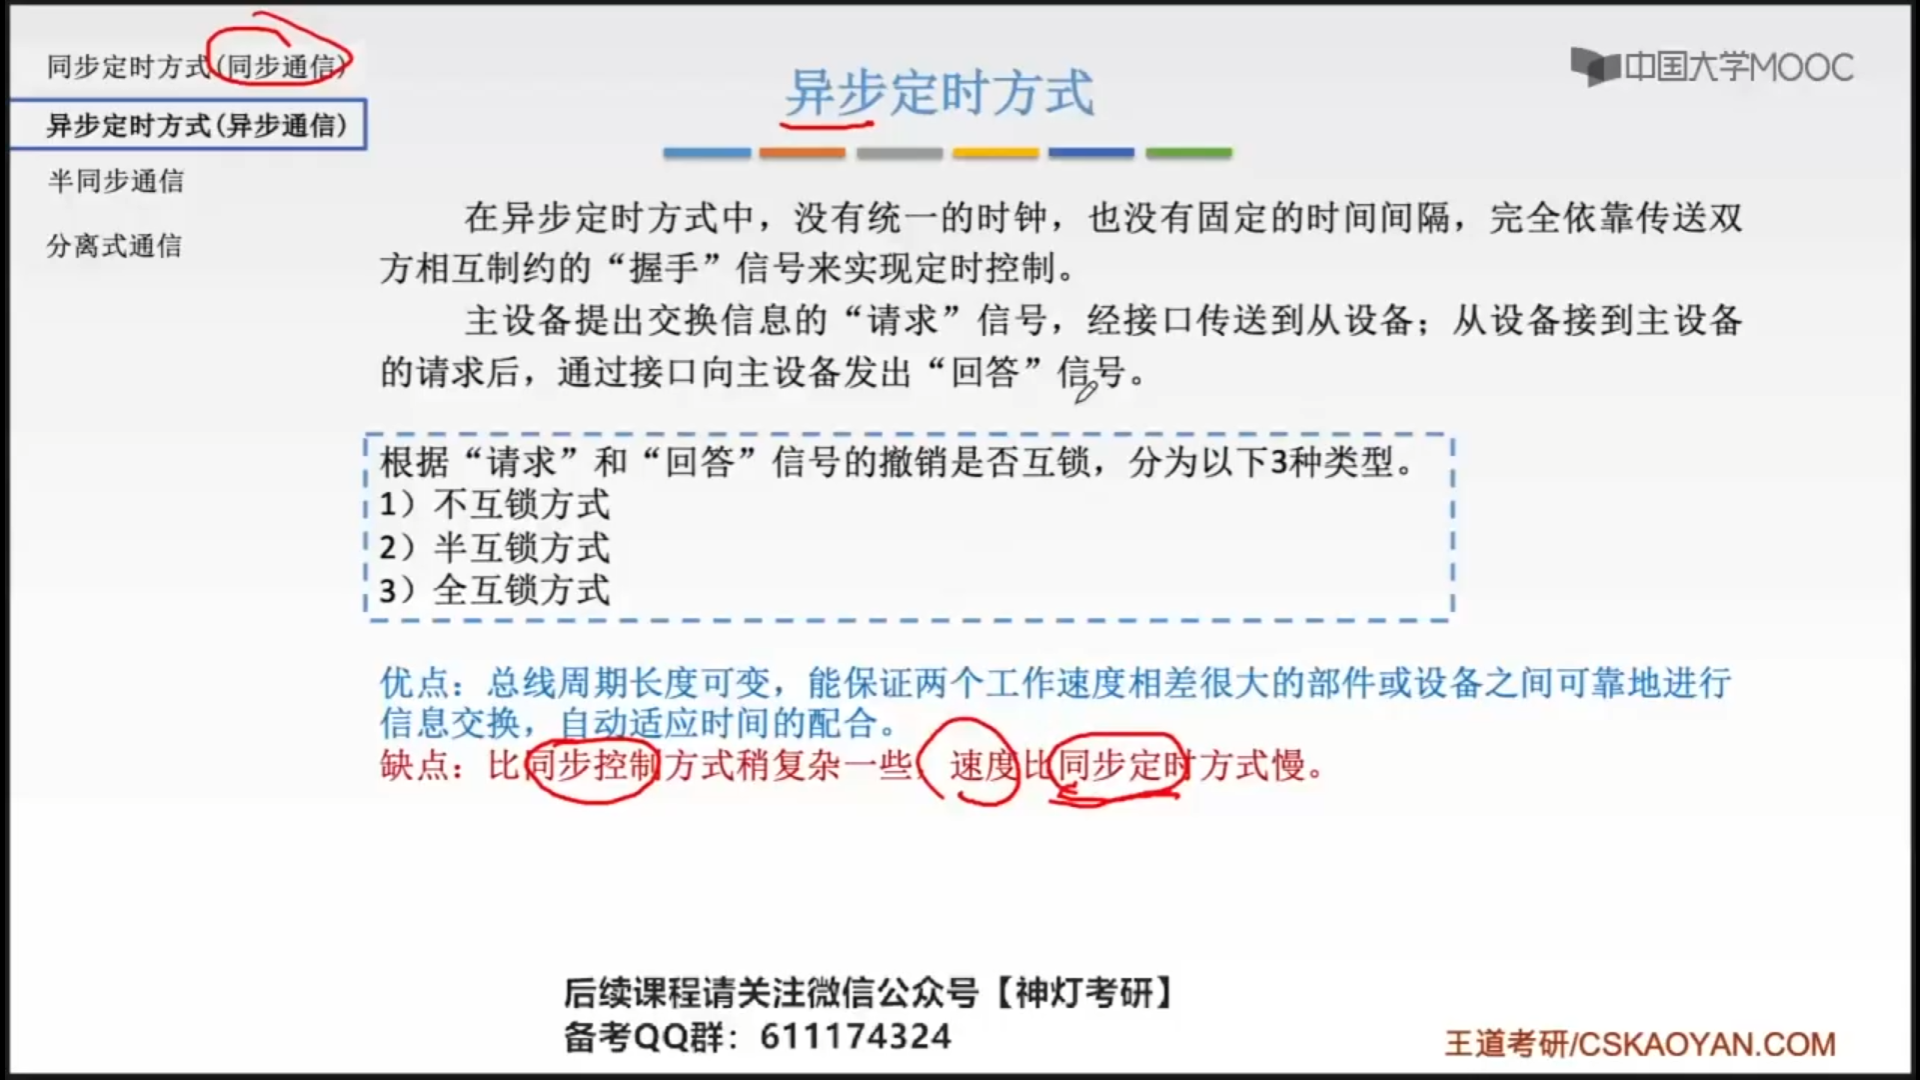 同步定时方式(同步通信)
异步定时方式(异步通信)
半同步通信
分离式通信
中国大学MOOC
异步定时方式
在异步定时方式中，没有统一的时钟，也没有固定的时间间隔，完全依靠传送双
方相互制约的“握手”信号来实现定时控制。
主设备提出交换信息的“请求”信号，经接口传送到从设备；从设备接到主设备
的请求后，通过接口向主设备发出“回答”信号。
根据“请求”和“回答”信号的撤销是否互锁，分为以下3种类型。
1）不互锁方式
2）半互锁方式
3）全互锁方式
优点：总线周期长度可变，能保证两个工作速度相差很大的部件或设备之间可靠地进行
信息交换，自动适应时间的配合。
缺点：比同步控制方式稍复杂一些，速度比同步定时方式慢。
后续课程请关注微信公众号【神灯考研】
备考QQ群：611174324
王道考研/CSKAOYAN.COM